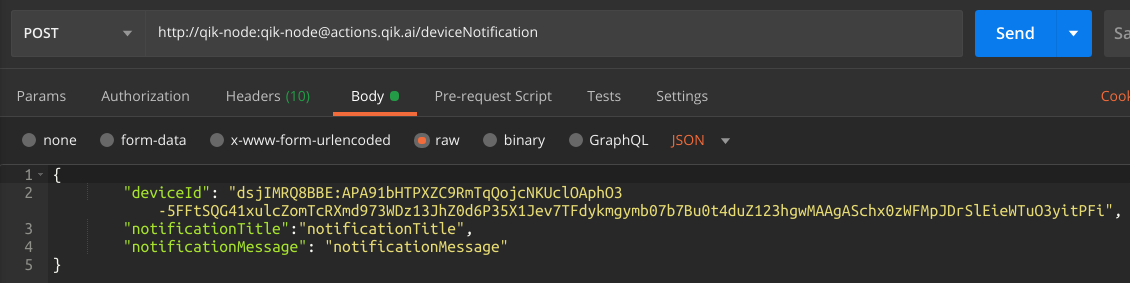 POST http://qik-node:qik-node@actions.qik.ai/deviceNotification Send Sa
Params Authorization Headers (10) Body Pre-request Script Tests Settings Cook
none form-data x-www-form-urlencoded raw binary GraphQL JSON
1 {
2 "deviceId": "dsjIMRQ8BBE:APA91bHTPXZC9RmTqQojcNKUclOAphO3
-5FFtSQG41xulcZomTcRXmd973WDz13JhZ0d6P35X1Jev7TFdykmgymb07b7Bu0t4duZ123hgwMAAgASchx0zWFMpJDrSlEieWTuO3yitPFi",
3 "notificationTitle":"notificationTitle",
4 "notificationMessage": "notificationMessage"
5 }